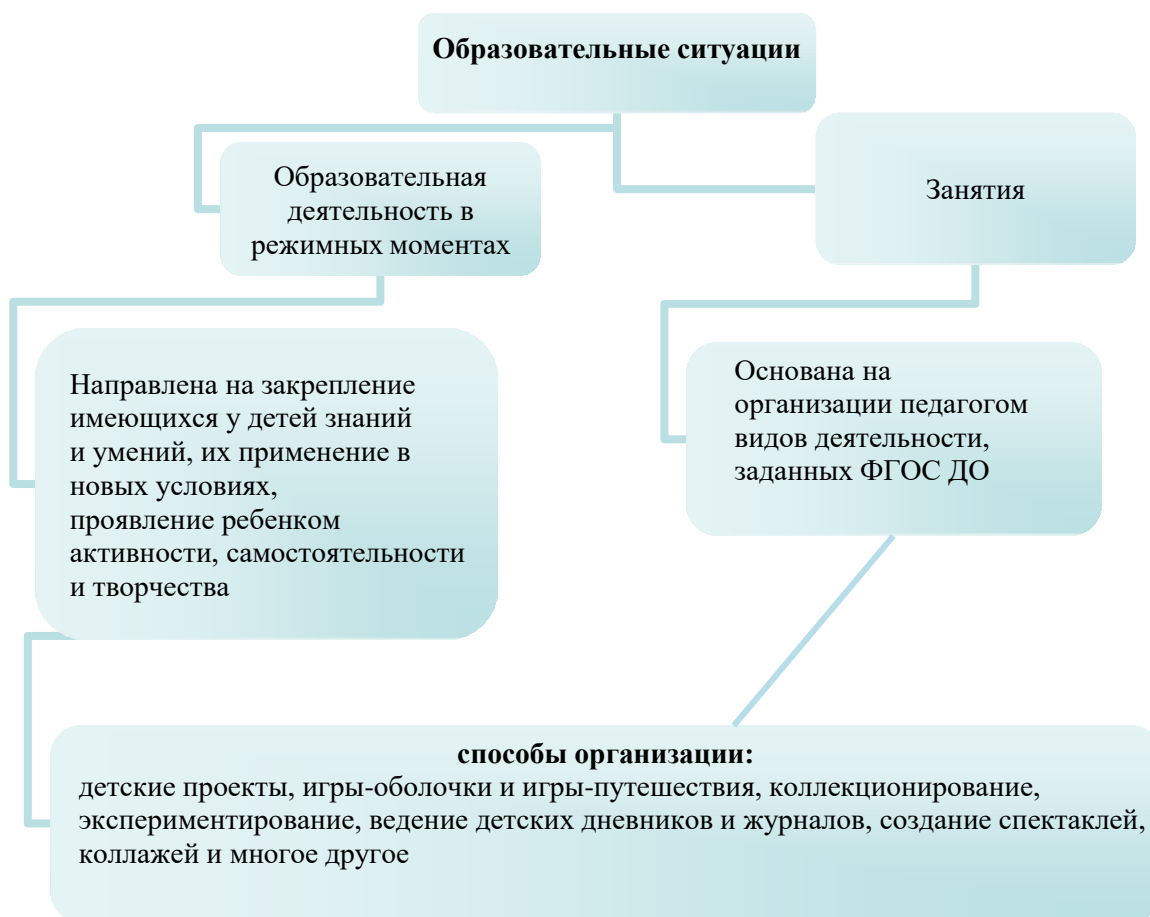 Образовательные ситуации
Образовательная
деятельность в
режимных моментах
Занятия
Направлена на закрепление
имеющихся у детей знаний
и умений, их применение в
новых условиях,
проявление ребенком
активности, самостоятельности
и творчества
Основана на
организации педагогом
видов деятельности,
заданных ФГОС ДО
способы организации:
детские проекты, игры-оболочки и игры-путешествия, коллекционирование,
экспериментирование, ведение детских дневников и журналов, создание спектаклей,
коллажей и многое другое